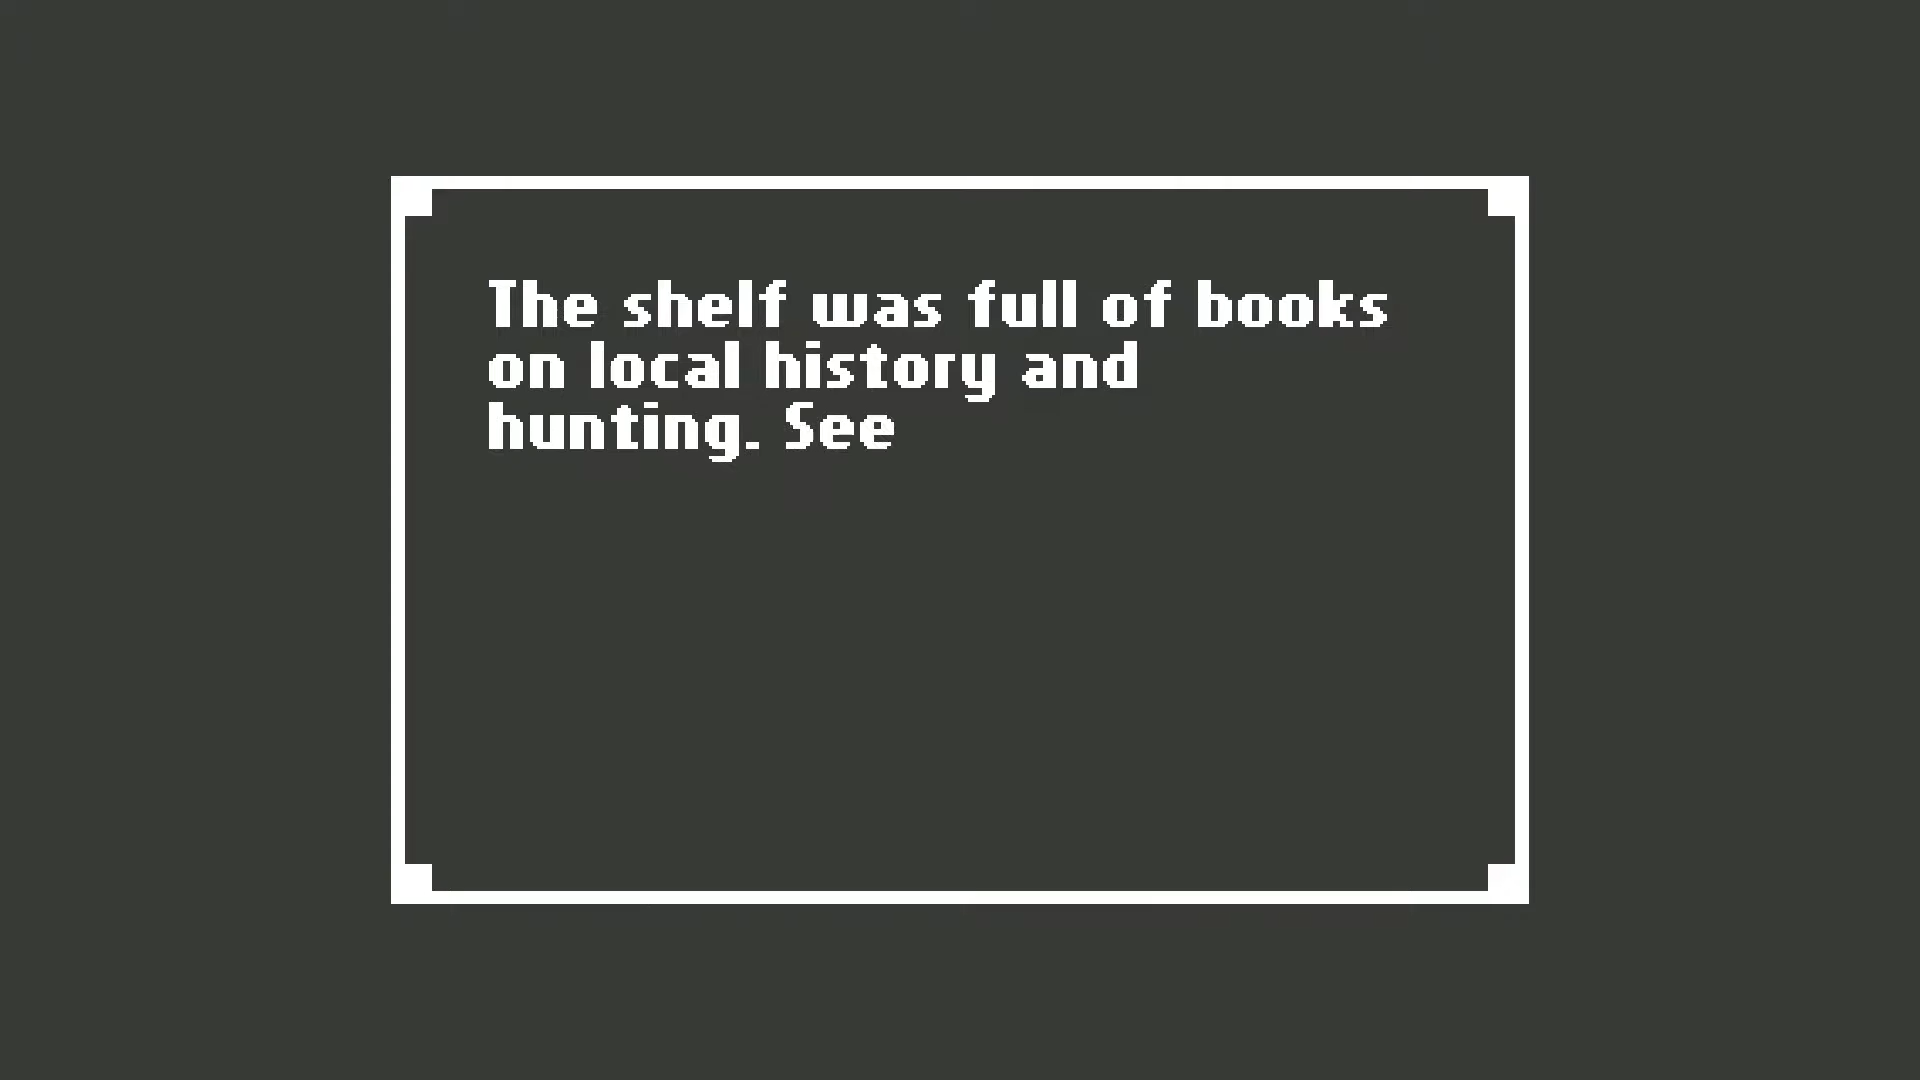 The shelf was full of books
on local history and
hunting. See